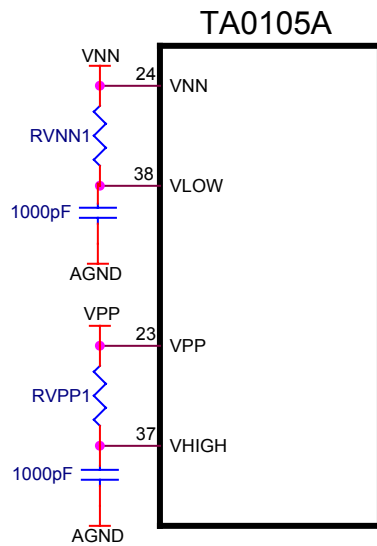 TA0105A
VNN
24
VNN
RVNN1
38
VLOW
1000pF
AGND
VPP
23
VPP
RVPP1
37
VHIGH
1000pF
AGND